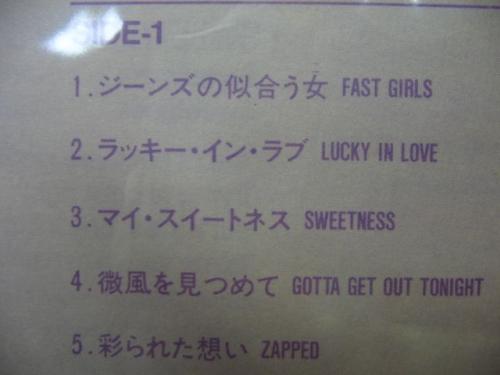 SIDE-1
1.ジーンズの似合う女 FAST GIRLS
2.ラッキー・イン・ラブ LUCKY IN LOVE
3.マイ・スイートネス SWEETNESS
4.微風を見つめて GOTTA GET OUT TONIGHT
5.彩られた想い ZAPPED